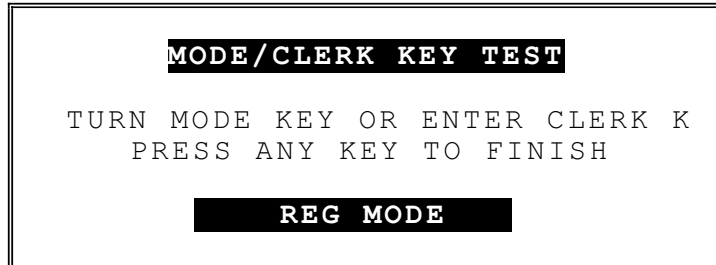 MODE/CLERK KEY TEST
TURN MODE KEY OR ENTER CLERK K
PRESS ANY KEY TO FINISH
REG MODE